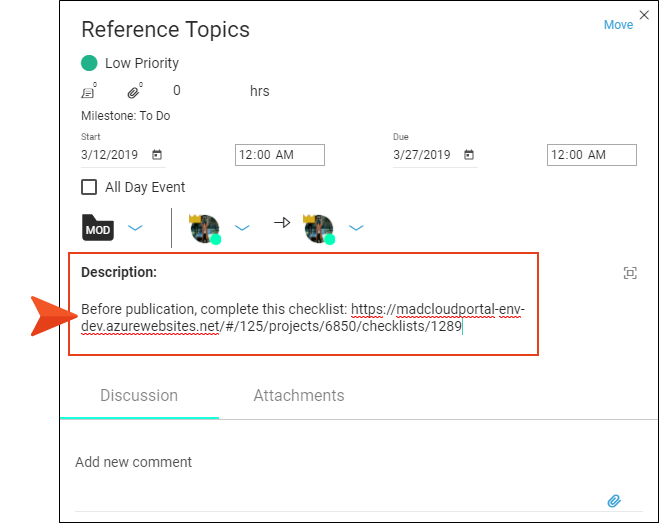 Reference Topics
Move
Low Priority
0
0
0
hrs
Milestone: To Do
Start
Due
3/12/2019
12:00 AM
3/27/2019
12:00 AM
All Day Event
MOD
Description:
Before publication, complete this checklist: https://madcloudportal-env-
dev.azurewebsites.net/#/125/projects/6850/checklists/1289
Discussion
Attachments
Add new comment